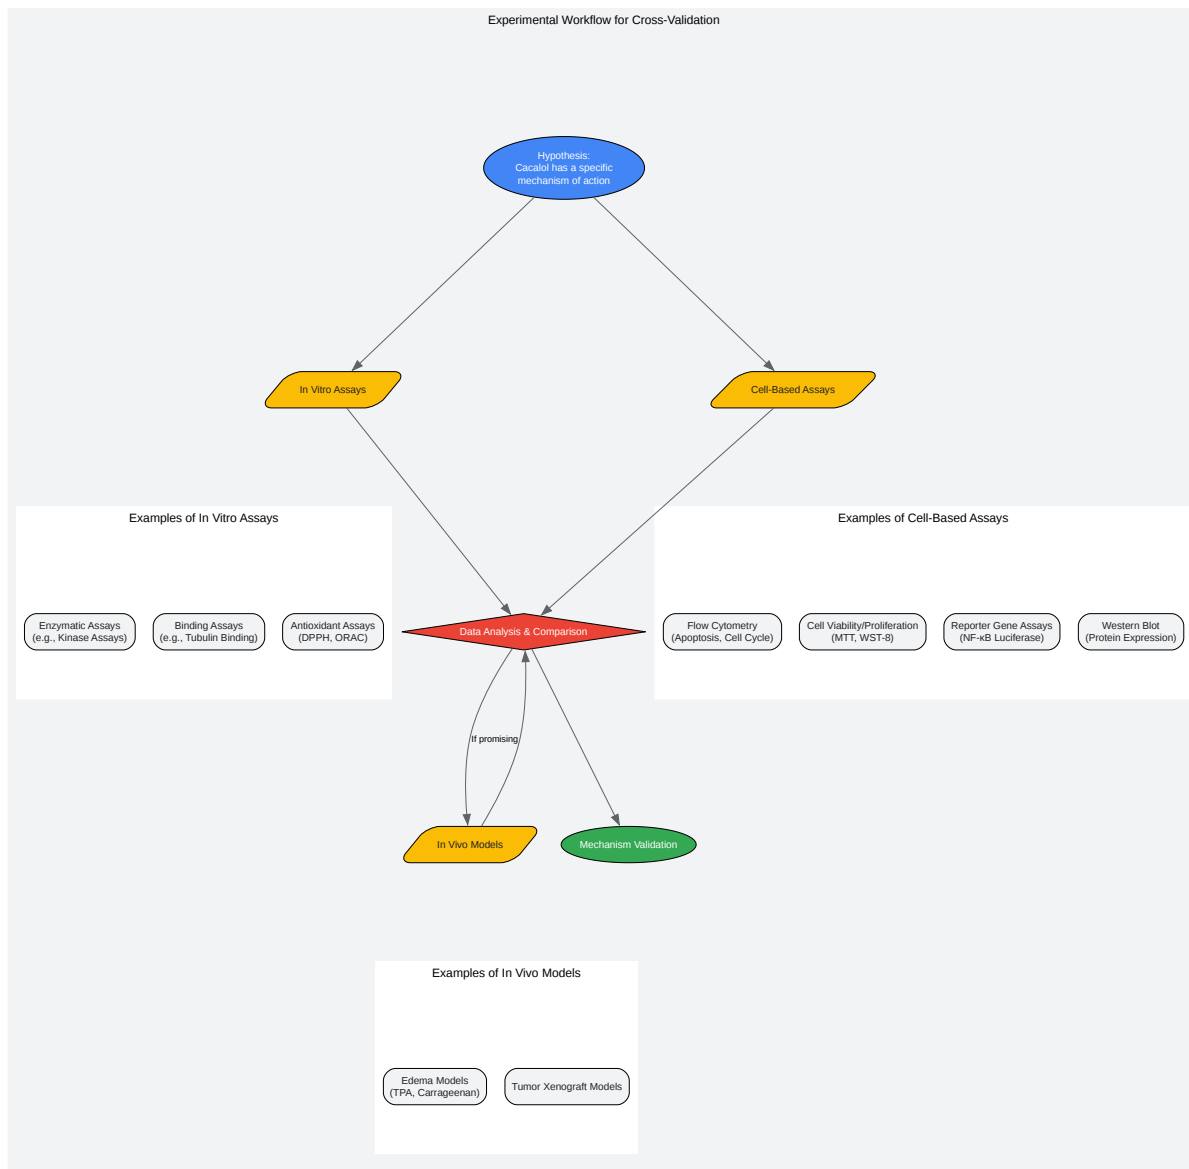 Experimental Workflow for Cross-Validation
Hypothesis:
Cacalol has a specific
mechanism of action
In Vitro Assays
Cell-Based Assays
Examples of In Vitro Assays
Examples of Cell-Based Assays
Enzymatic Assays
(e.g., Kinase Assays)
Binding Assays
(e.g., Tubulin Binding)
Antioxidant Assays
(DPPH, ORAC)
Data Analysis & Comparison
Flow Cytometry
(Apoptosis, Cell Cycle)
Cell Viability/Proliferation
(MTT, WST-8)
Reporter Gene Assays
(NF-κB Luciferase)
Western Blot
(Protein Expression)
If promising
In Vivo Models
Mechanism Validation
Examples of In Vivo Models
Edema Models
(TPA, Carrageenan)
Tumor Xenograft Models